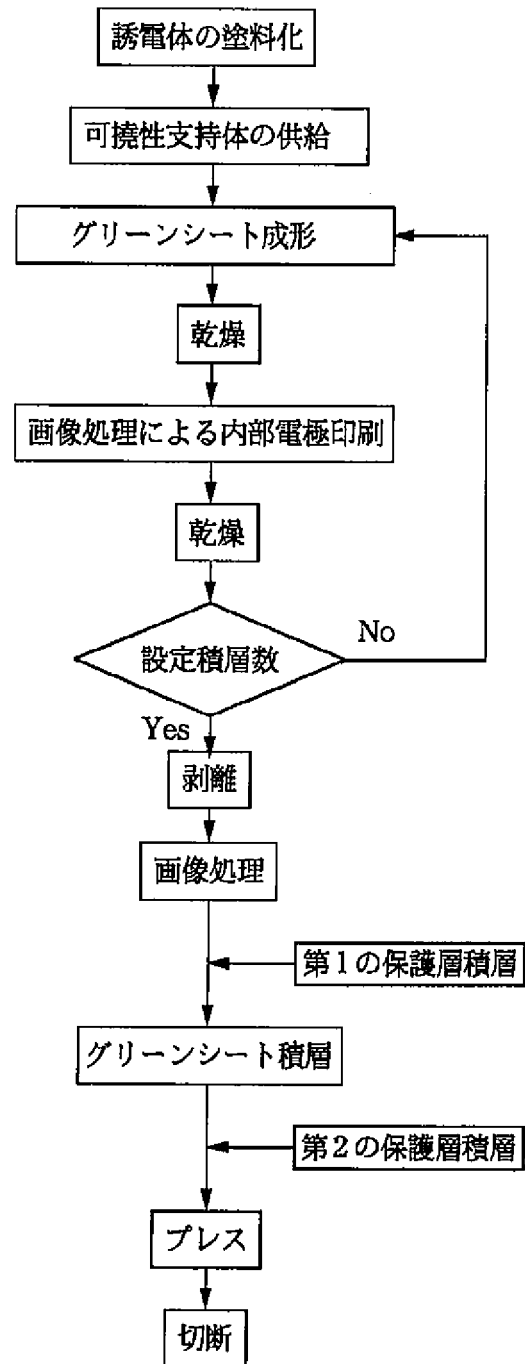 誘電体の塗料化
可撓性支持体の供給
グリーンシート成形
乾燥
画像処理による内部電極印刷
乾燥
設定積層数
No
Yes
剥離
画像処理
第1の保護層積層
グリーンシート積層
第2の保護層積層
プレス
切断